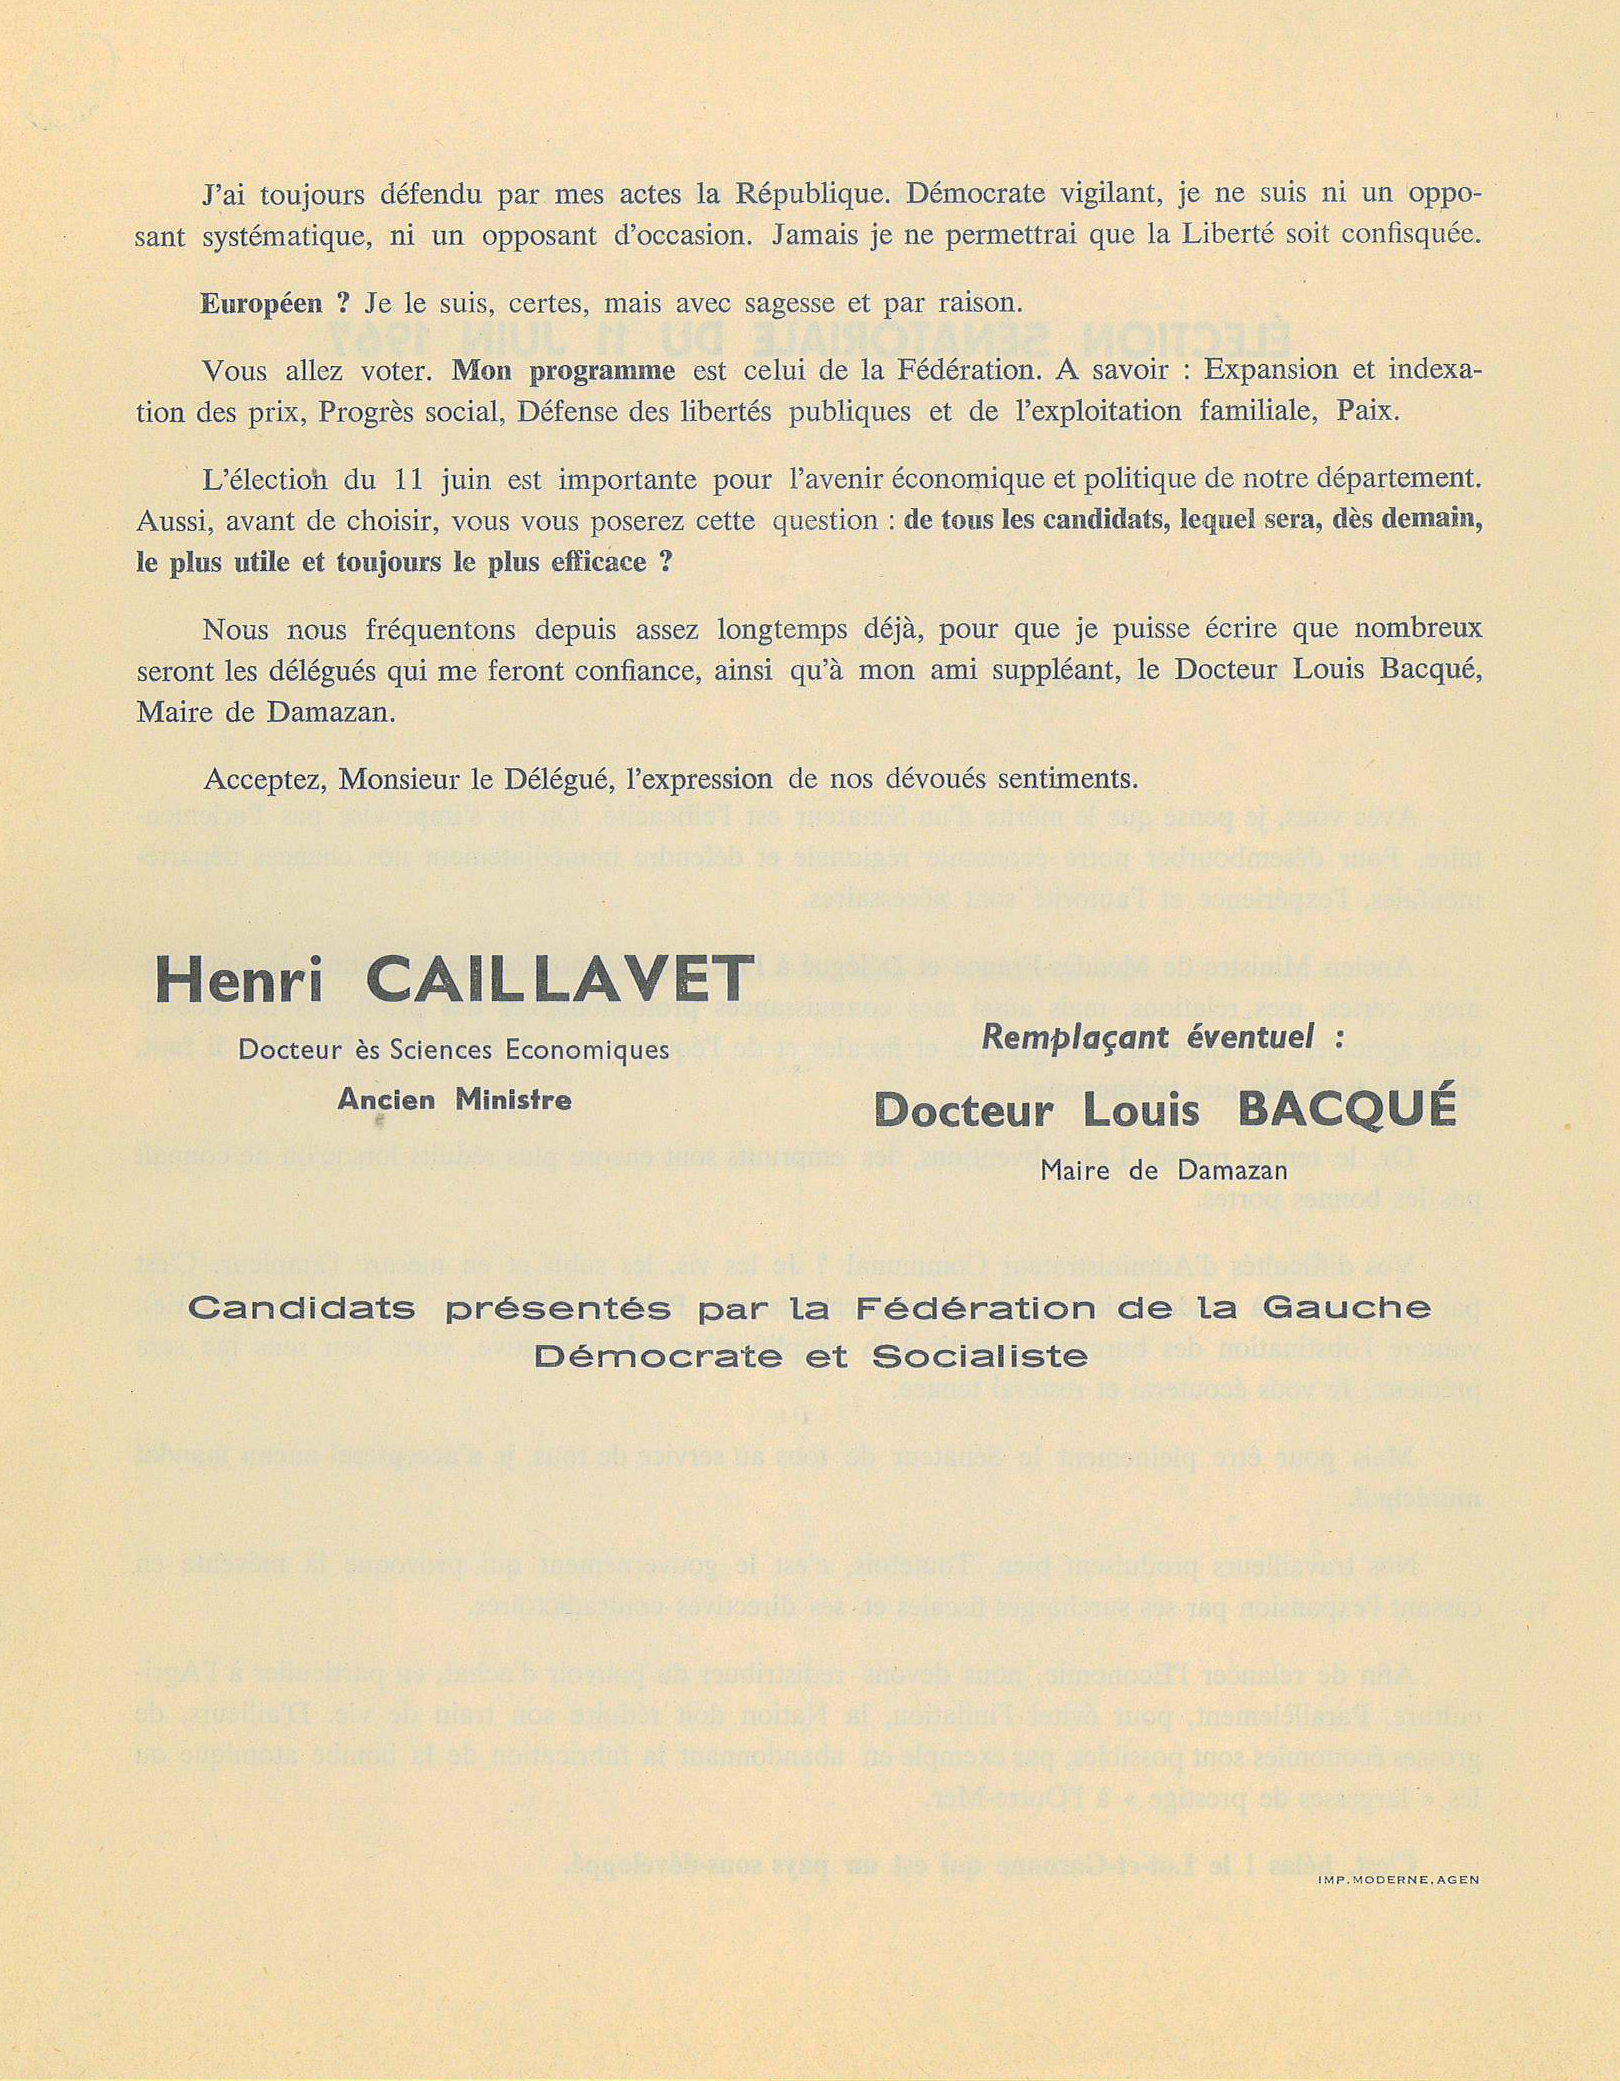 J'ai toujours défendu par mes actes la République. Démocrate vigilant, je ne suis ni un oppo-
sant systématique, ni un opposant d'occasion. Jamais je ne permettrai que la Liberté soit confisquée.
Européen ? Je le suis, certes, mais avec sagesse et par raison.
Vous allez voter. Mon programme est celui de la Fédération. A savoir : Expansion et indexa-
tion des prix, Progrès social, Défense des libertés publiques et de l'exploitation familiale, Paix.
L'élection du 11 juin est importante pour l'avenir économique et politique de notre département.
Aussi, avant de choisir, vous vous poserez cette question : de tous les candidats, lequel sera, dès demain,
le plus utile et toujours le plus efficace ?
Nous nous fréquentons depuis assez longtemps déjà, pour que je puisse écrire que nombreux
seront les délégués qui me feront confiance, ainsi qu'à mon ami suppléant, le Docteur Louis Bacqué,
Maire de Damazan.
Acceptez, Monsieur le Délégué, l'expression de nos dévoués sentiments.
Henri CAILLAVET
Docteur ès Sciences Economiques
Ancien Ministre
Remplaçant éventuel :
Docteur Louis BACQUÉ
Maire de Damazan
Candidats présentés par la Fédération de la Gauche
Démocrate et Socialiste
IMP. MODERNE, AGEN